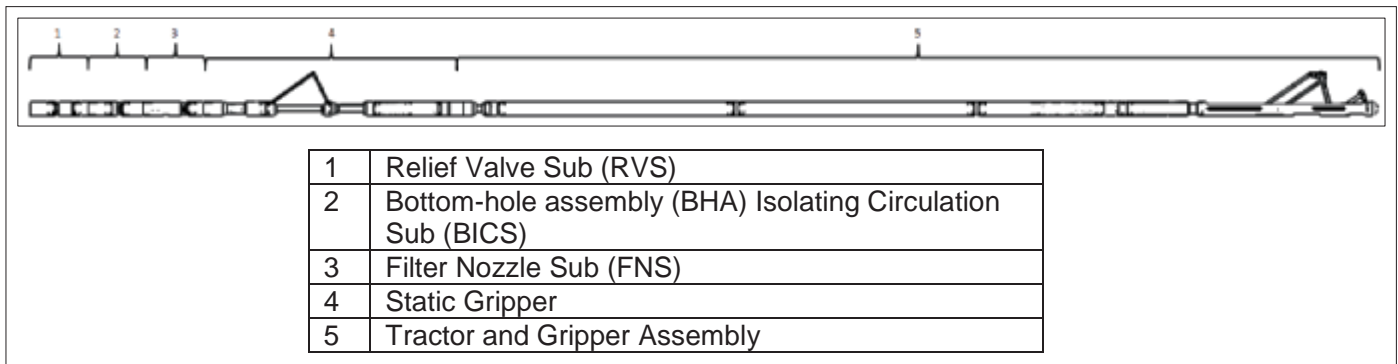 1 2 3 4 5
1 Relief Valve Sub (RVS)
2 Bottom-hole assembly (BHA) Isolating Circulation
Sub (BICS)
3 Filter Nozzle Sub (FNS)
4 Static Gripper
5 Tractor and Gripper Assembly